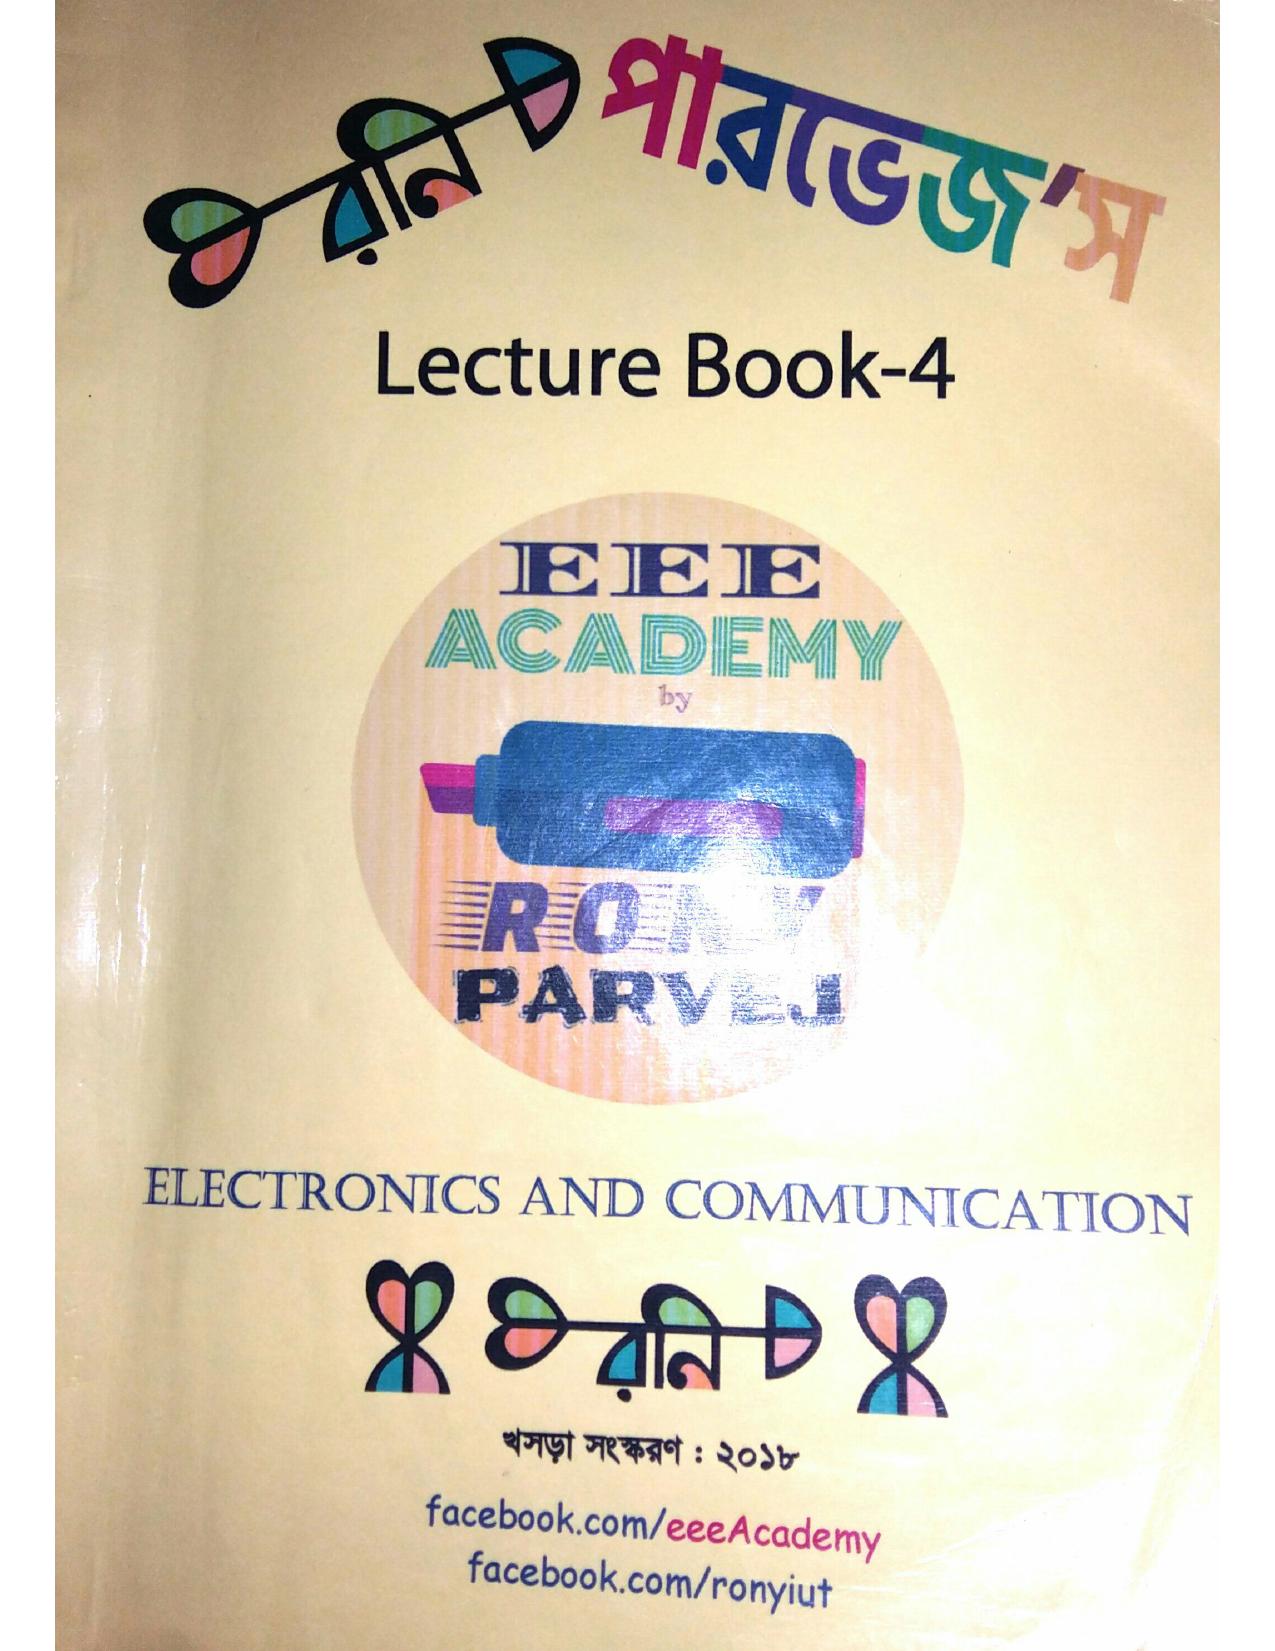 রনি পারভেজ'স
Lecture Book-4
EEE
ACADEMY
by
RONY
PARVEJ
ELECTRONICS AND COMMUNICATION
রনি
খসড়া সংস্করণ : ২০১৮
facebook.com/eeeAcademy
facebook.com/ronyiut